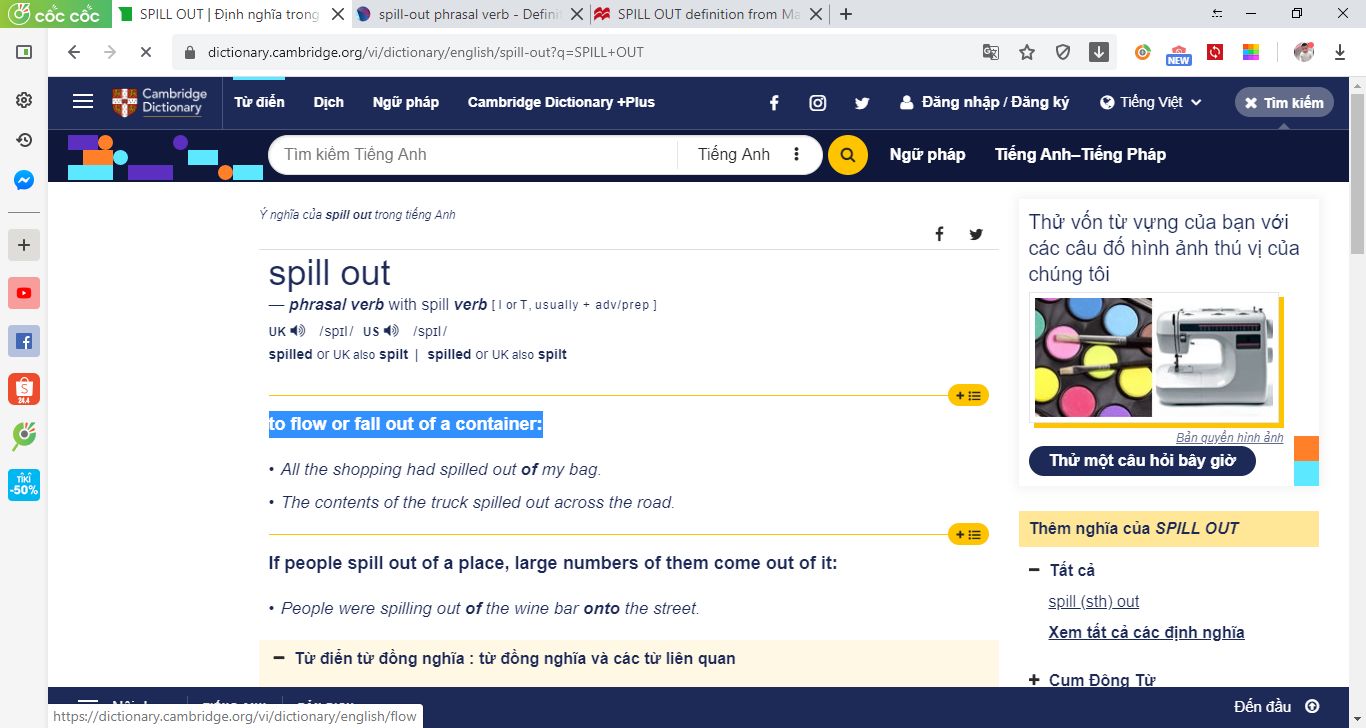 cốc cốc
SPILL OUT | Định nghĩa trong
spill-out phrasal verb - Defini
SPILL OUT definition from Ma
dictionary.cambridge.org/vi/dictionary/english/spill-out?q=SPILL+OUT
NEW
Cambridge
Dictionary
Từ điển Dịch Ngữ pháp Cambridge Dictionary +Plus
Đăng nhập / Đăng ký Tiếng Việt Tìm kiếm
Tìm kiếm Tiếng Anh Tiếng Anh Ngữ pháp Tiếng Anh–Tiếng Pháp
24.4
TIKI
-50%
Ý nghĩa của spill out trong tiếng Anh
spill out
— phrasal verb with spill verb [ I or T, usually + adv/prep ]
UK /spɪl/ US /spɪl/
spilled or UK also spilt | spilled or UK also spilt
to flow or fall out of a container:
• All the shopping had spilled out of my bag.
• The contents of the truck spilled out across the road.
If people spill out of a place, large numbers of them come out of it:
• People were spilling out of the wine bar onto the street.
Từ điển từ đồng nghĩa : từ đồng nghĩa và các từ liên quan
Thử vốn từ vựng của bạn với
các câu đố hình ảnh thú vị của
chúng tôi
Bản quyền hình ảnh
Thử một câu hỏi bây giờ
Thêm nghĩa của SPILL OUT
Tất cả
spill (sth) out
Xem tất cả các định nghĩa
Cụm Động Từ
Đến đầu
https://dictionary.cambridge.org/vi/dictionary/english/flow